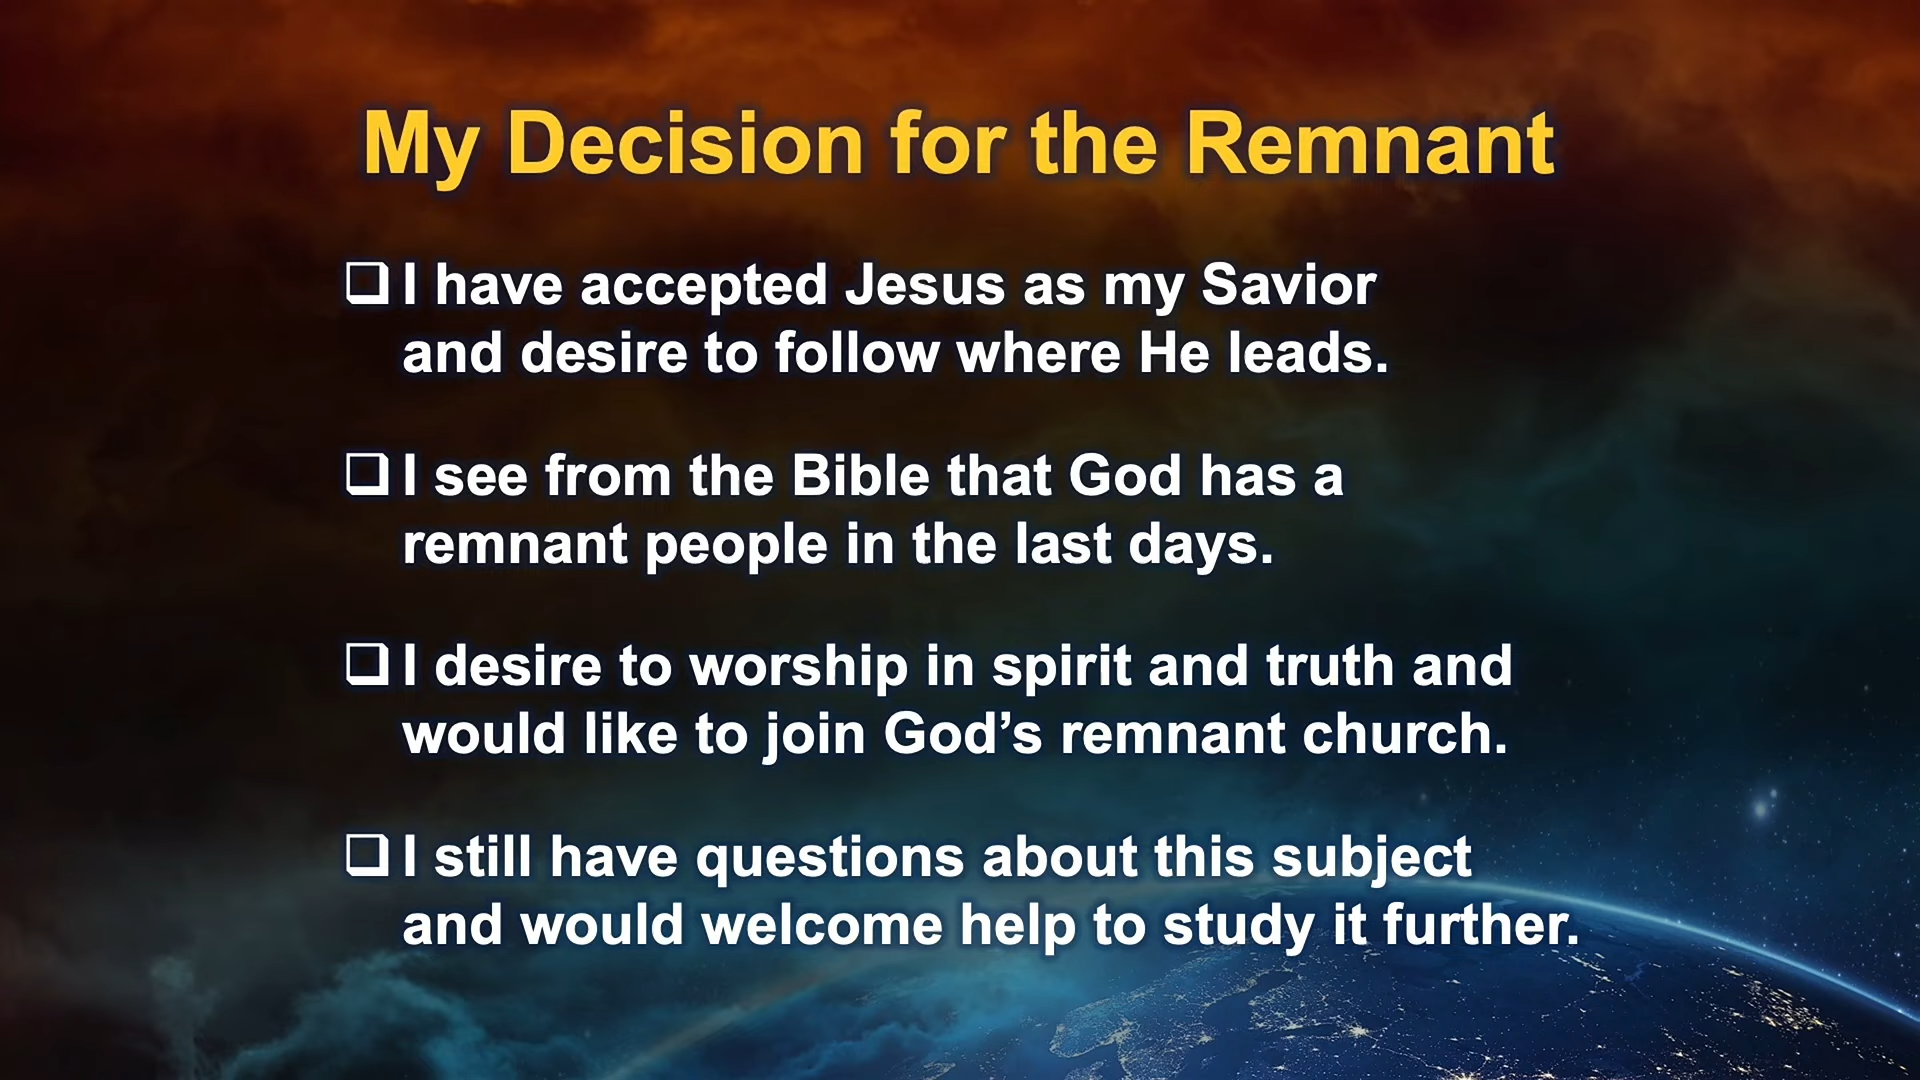 My Decision for the Remnant
❑ I have accepted Jesus as my Savior
and desire to follow where He leads.
❑ I see from the Bible that God has a
remnant people in the last days.
❑ I desire to worship in spirit and truth and
would like to join God’s remnant church.
❑ I still have questions about this subject
and would welcome help to study it further.